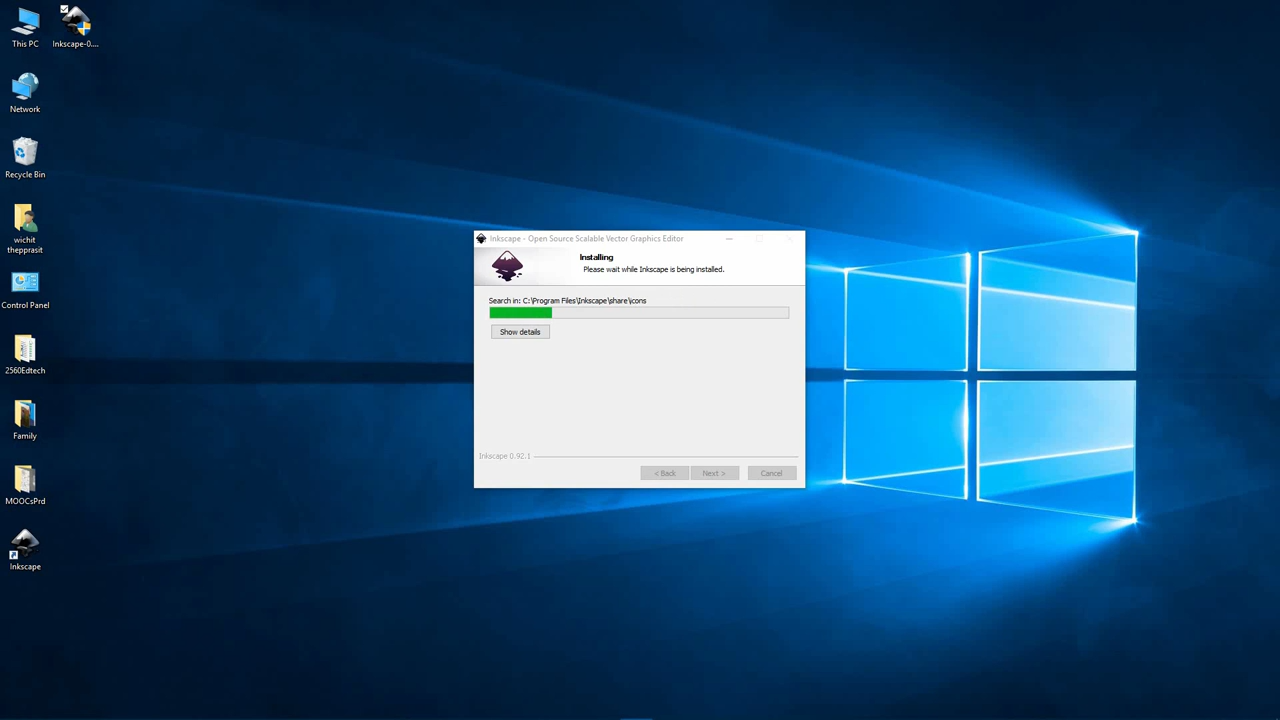 This PC
Inkscape-0....
Network
Recycle Bin
wichit
thepprasit
Control Panel
2560Edtech
Family
MOOCsPrd
Inkscape
Inkscape - Open Source Scalable Vector Graphics Editor
Installing
Please wait while Inkscape is being installed.
Search in: C:\Program Files\Inkscape\share\icons
Show details
Inkscape 0.92.1
< Back
Next >
Cancel